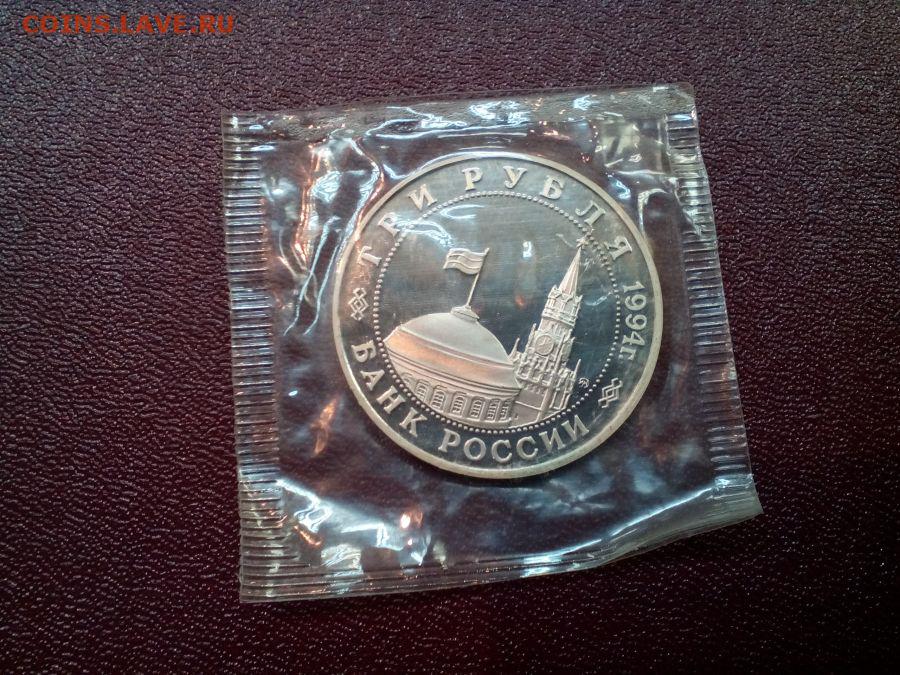 COINS.LAVE.RU
ТРИ РУБЛЯ
1994г.
БАНК РОССИИ